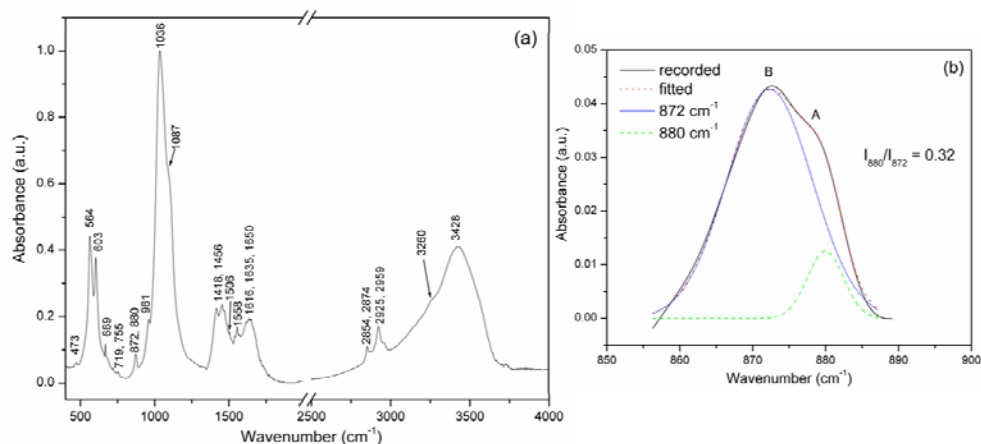 (a)
Absorbance (a.u.)
1.0
0.8
0.6
0.4
0.2
0.0
473
564
603
669
719, 755
872, 880
961
1036
1087
1418, 1456
1506
1558
1616, 1635, 1650
2854, 2874
2925, 2959
3260
3428
500 1000 1500 2500 3000 3500 4000
Wavenumber (cm⁻¹)
(b)
Absorbance (a.u.)
0.05
0.04
0.03
0.02
0.01
0.00
recorded
fitted
872 cm⁻¹
880 cm⁻¹
B
A
I₈₈₀/I₈₇₂ = 0.32
850 860 870 880 890 900
Wavenumber (cm⁻¹)